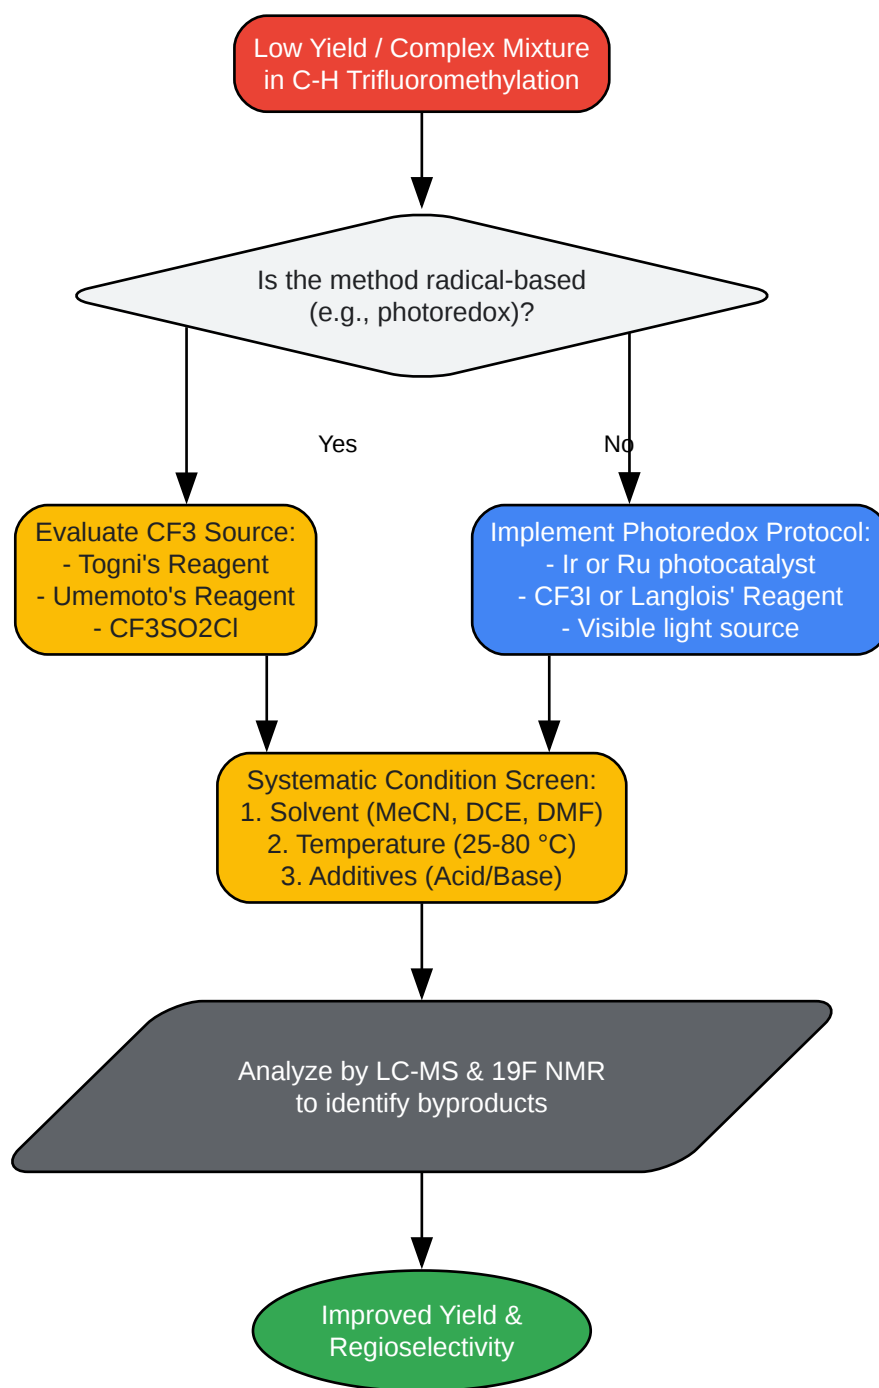 Low Yield / Complex Mixture
in C-H Trifluoromethylation
Is the method radical-based
(e.g., photoredox)?
Yes
No
Evaluate CF3 Source:
- Togni's Reagent
- Umemoto's Reagent
- CF3SO2Cl
Implement Photoredox Protocol:
- Ir or Ru photocatalyst
- CF3I or Langlois' Reagent
- Visible light source
Systematic Condition Screen:
1. Solvent (MeCN, DCE, DMF)
2. Temperature (25-80 °C)
3. Additives (Acid/Base)
Analyze by LC-MS & 19F NMR
to identify byproducts
Improved Yield &
Regioselectivity